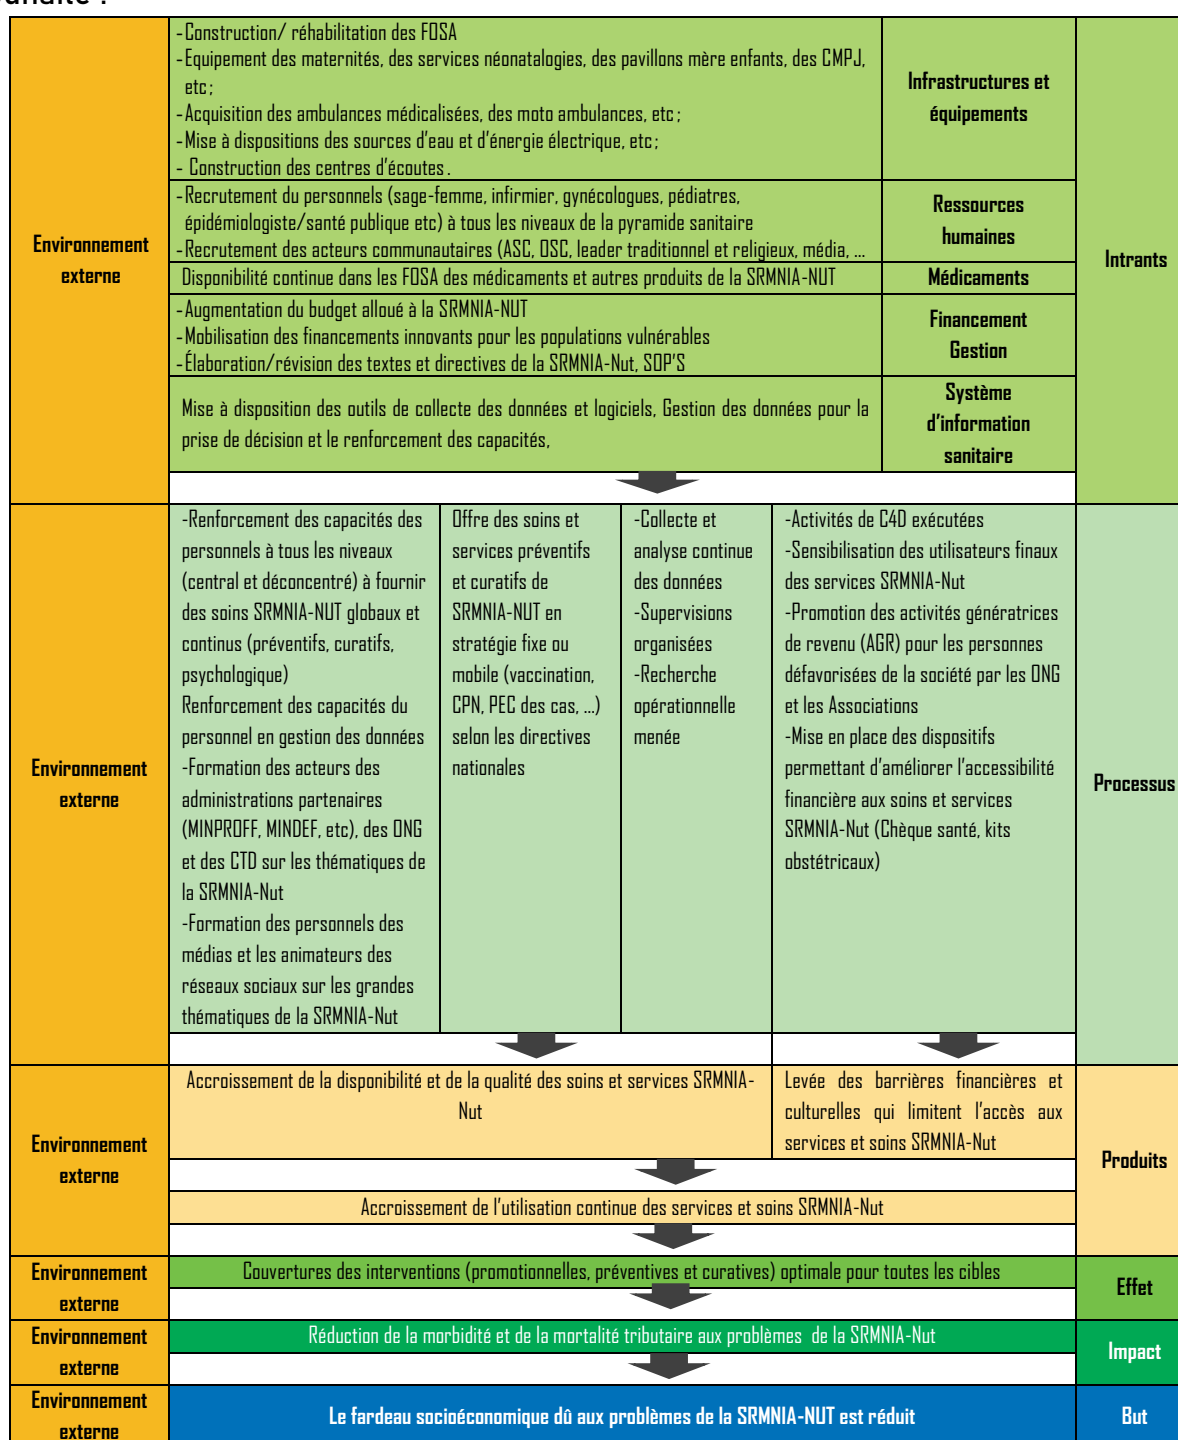 -Construction/ réhabilitation des FOSA
-Equipement des maternités, des services néonatalogies, des pavillons mère enfants, des CMPJ,
etc;
-Acquisition des ambulances médicalisées, des moto ambulances, etc;
-Mise à dispositions des sources d'eau et d'énergie électrique, etc;
- Construction des centres d'écoutes.
Infrastructures et
équipements
-Recrutement du personnels (sage-femme, infirmier, gynécologues, pédiatres,
épidémiologiste/santé publique etc) à tous les niveaux de la pyramide sanitaire
-Recrutement des acteurs communautaires (ASC, OSC, leader traditionnel et religieux, média, ...
Ressources
humaines
Environnement
externe
Intrants
Disponibilité continue dans les FOSA des médicaments et autres produits de la SRMNIA-NUT
Médicaments
-Augmentation du budget alloué à la SRMNIA-NUT
-Mobilisation des financements innovants pour les populations vulnérables
-Élaboration/révision des textes et directives de la SRMNIA-Nut, SOP'S
Financement
Gestion
Mise à disposition des outils de collecte des données et logiciels, Gestion des données pour la
prise de décision et le renforcement des capacités,
Système
d'information
sanitaire
Environnement
externe
-Renforcement des capacités des
personnels à tous les niveaux
(central et déconcentré) à fournir
des soins SRMNIA-NUT globaux et
continus (préventifs, curatifs,
psychologique)
Renforcement des capacités du
personnel en gestion des données
-Formation des acteurs des
administrations partenaires
(MINPROFF, MINDEF, etc), des ONG
et des CTD sur les thématiques de
la SRMNIA-Nut
-Formation des personnels des
médias et les animateurs des
réseaux sociaux sur les grandes
thématiques de la SRMNIA-Nut
Offre des soins et
services préventifs
et curatifs de
SRMNIA-NUT en
stratégie fixe ou
mobile (vaccination,
CPN, PEC des cas, ...)
selon les directives
nationales
-Collecte et
analyse continue
des données
-Supervisions
organisées
-Recherche
opérationnelle
menée
-Activités de C4D exécutées
-Sensibilisation des utilisateurs finaux
des services SRMNIA-Nut
-Promotion des activités génératrices
de revenu (AGR) pour les personnes
défavorisées de la société par les ONG
et les Associations
-Mise en place des dispositifs
permettant d'améliorer l'accessibilité
financière aux soins et services
SRMNIA-Nut (Chèque santé, kits
obstétricaux)
Processus
Environnement
externe
Accroissement de la disponibilité et de la qualité des soins et services SRMNIA-
Nut
Levée des barrières financières et
culturelles qui limitent l'accès aux
services et soins SRMNIA-Nut
Produits
Accroissement de l'utilisation continue des services et soins SRMNIA-Nut
Environnement
externe
Couvertures des interventions (promotionnelles, préventives et curatives) optimale pour toutes les cibles
Effet
Environnement
externe
Réduction de la morbidité et de la mortalité tributaire aux problèmes de la SRMNIA-Nut
Impact
Environnement
externe
Le fardeau socioéconomique dû aux problèmes de la SRMNIA-NUT est réduit
But